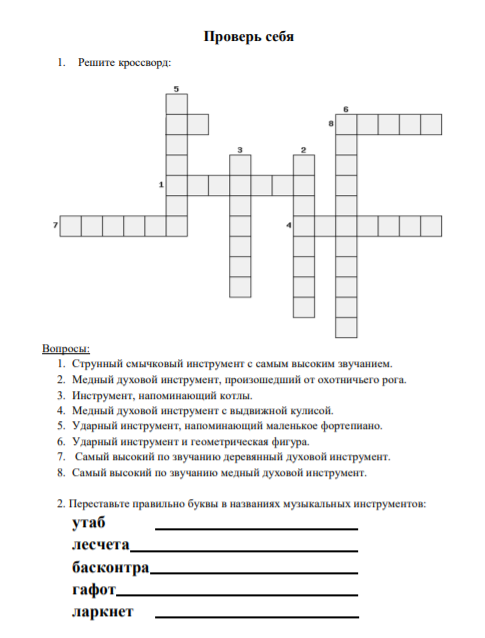 Проверь себя
1. Решите кроссворд:
5
6
8
3
2
1
7
4
Вопросы:
1. Струнный смычковый инструмент с самым высоким звучанием.
2. Медный духовой инструмент, произошедший от охотничьего рога.
3. Инструмент, напоминающий котлы.
4. Медный духовой инструмент с выдвижной кулисой.
5. Ударный инструмент, напоминающий маленькое фортепиано.
6. Ударный инструмент и геометрическая фигура.
7. Самый высокий по звучанию деревянный духовой инструмент.
8. Самый высокий по звучанию медный духовой инструмент.
2. Переставьте правильно буквы в названиях музыкальных инструментов:
утаб
лесчета
басконтра
гафот
ларкнет